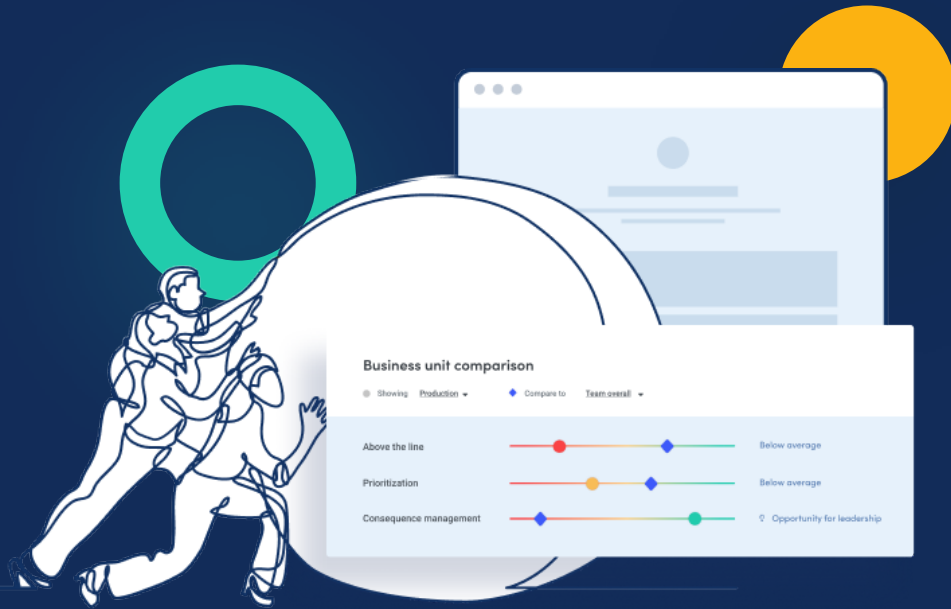 Business unit comparison
Showing Production Compare to Team overall
Above the line Below average
Prioritization Below average
Consequence management Opportunity for leadership